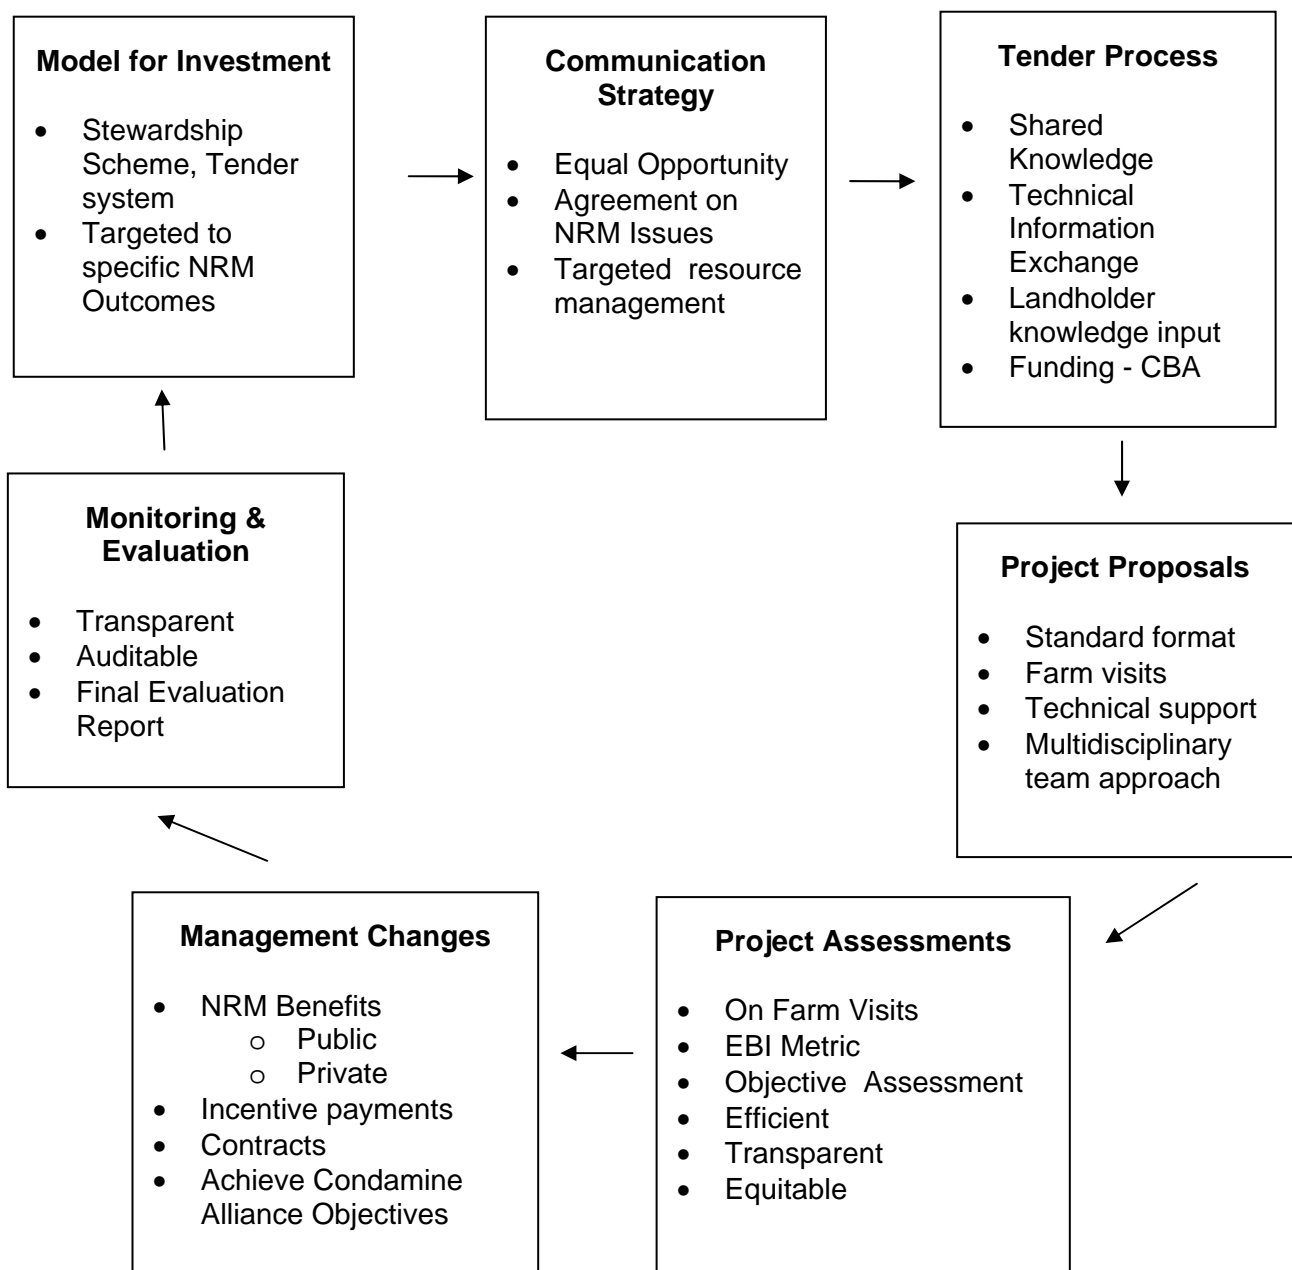 Model for Investment
• Stewardship
Scheme, Tender
system
• Targeted to
specific NRM
Outcomes
Communication
Strategy
• Equal Opportunity
• Agreement on
NRM Issues
• Targeted resource
management
Tender Process
• Shared
Knowledge
• Technical
Information
Exchange
• Landholder
knowledge input
• Funding - CBA
Project Proposals
• Standard format
• Farm visits
• Technical support
• Multidisciplinary
team approach
Project Assessments
• On Farm Visits
• EBI Metric
• Objective Assessment
• Efficient
• Transparent
• Equitable
Management Changes
• NRM Benefits
o Public
o Private
• Incentive payments
• Contracts
• Achieve Condamine
Alliance Objectives
Monitoring &
Evaluation
• Transparent
• Auditable
• Final Evaluation
Report